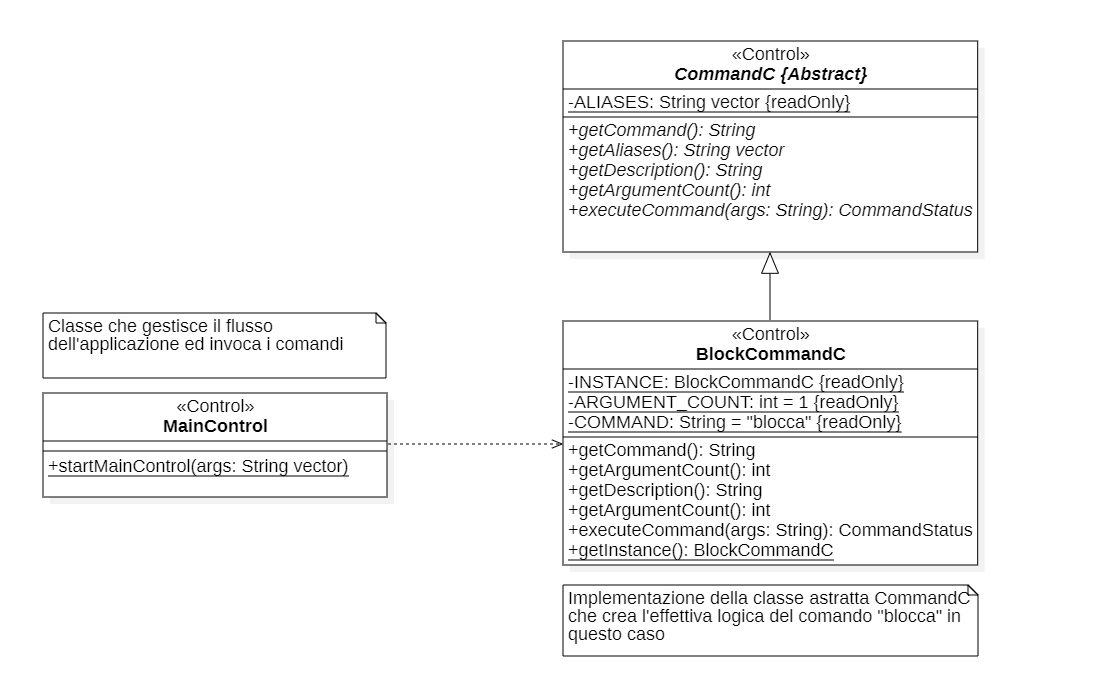 «Control»
CommandC {Abstract}
-ALIASES: String vector {readOnly}
+getCommand(): String
+getAliases(): String vector
+getDescription(): String
+getArgumentCount(): int
+executeCommand(args: String): CommandStatus
Classe che gestisce il flusso
dell'applicazione ed invoca i comandi
«Control»
MainControl
+startMainControl(args: String vector)
«Control»
BlockCommandC
-INSTANCE: BlockCommandC {readOnly}
-ARGUMENT_COUNT: int = 1 {readOnly}
-COMMAND: String = "blocca" {readOnly}
+getCommand(): String
+getArgumentCount(): int
+getDescription(): String
+getArgumentCount(): int
+executeCommand(args: String): CommandStatus
+getInstance(): BlockCommandC
Implementazione della classe astratta CommandC
che crea l'effettiva logica del comando "blocca" in
questo caso